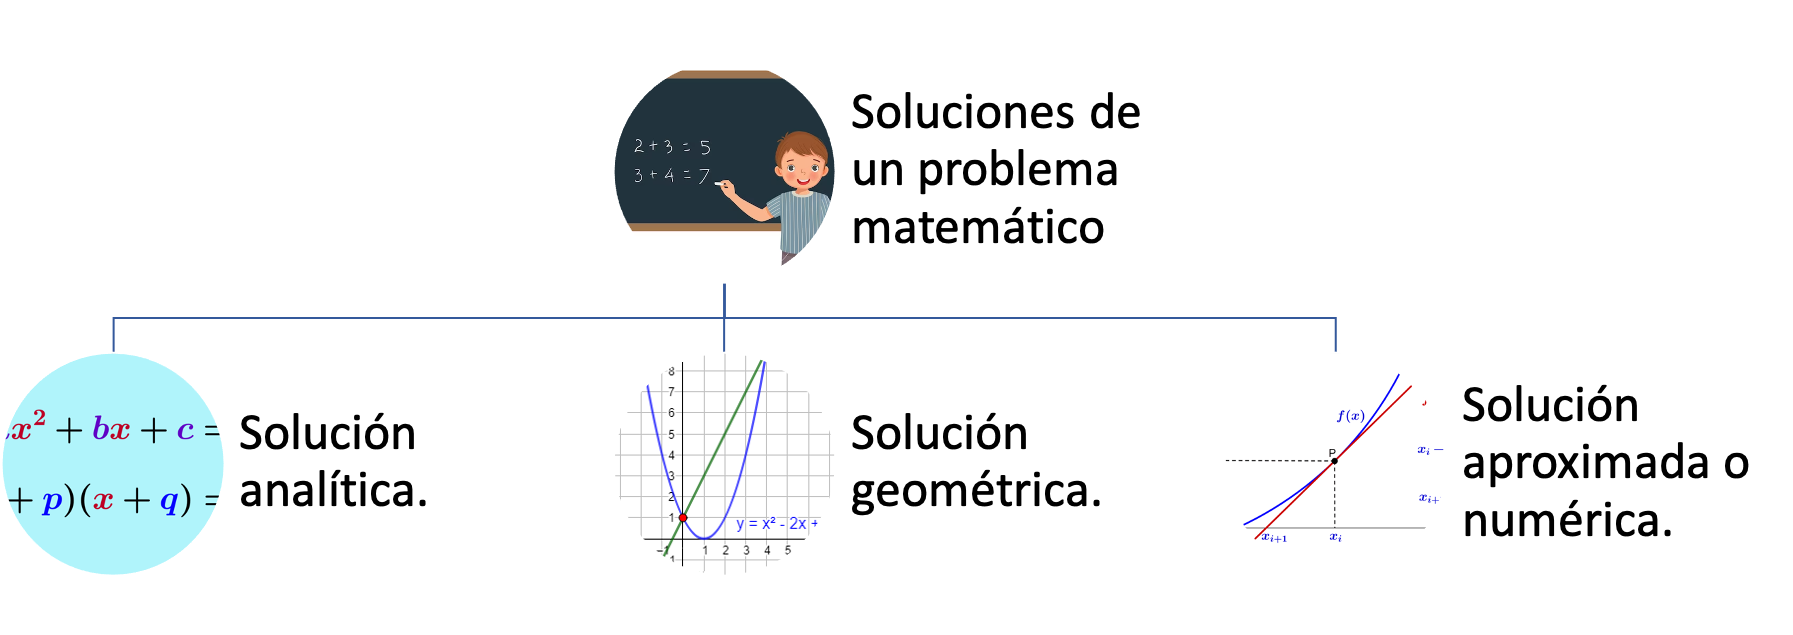 Soluciones de
un problema
matemático
2 + 3 = 5
3 + 4 = 7
x² + bx + c =
+ p)(x + q) =
Solución
analítica.
8
7
6
5
4
3
2
1
-1
1 2 3 4 5
y = x² - 2x +
Solución
geométrica.
f(x)
P
x_{i+1}
x_i
x_i −
x_{i+}
Solución
aproximada o
numérica.